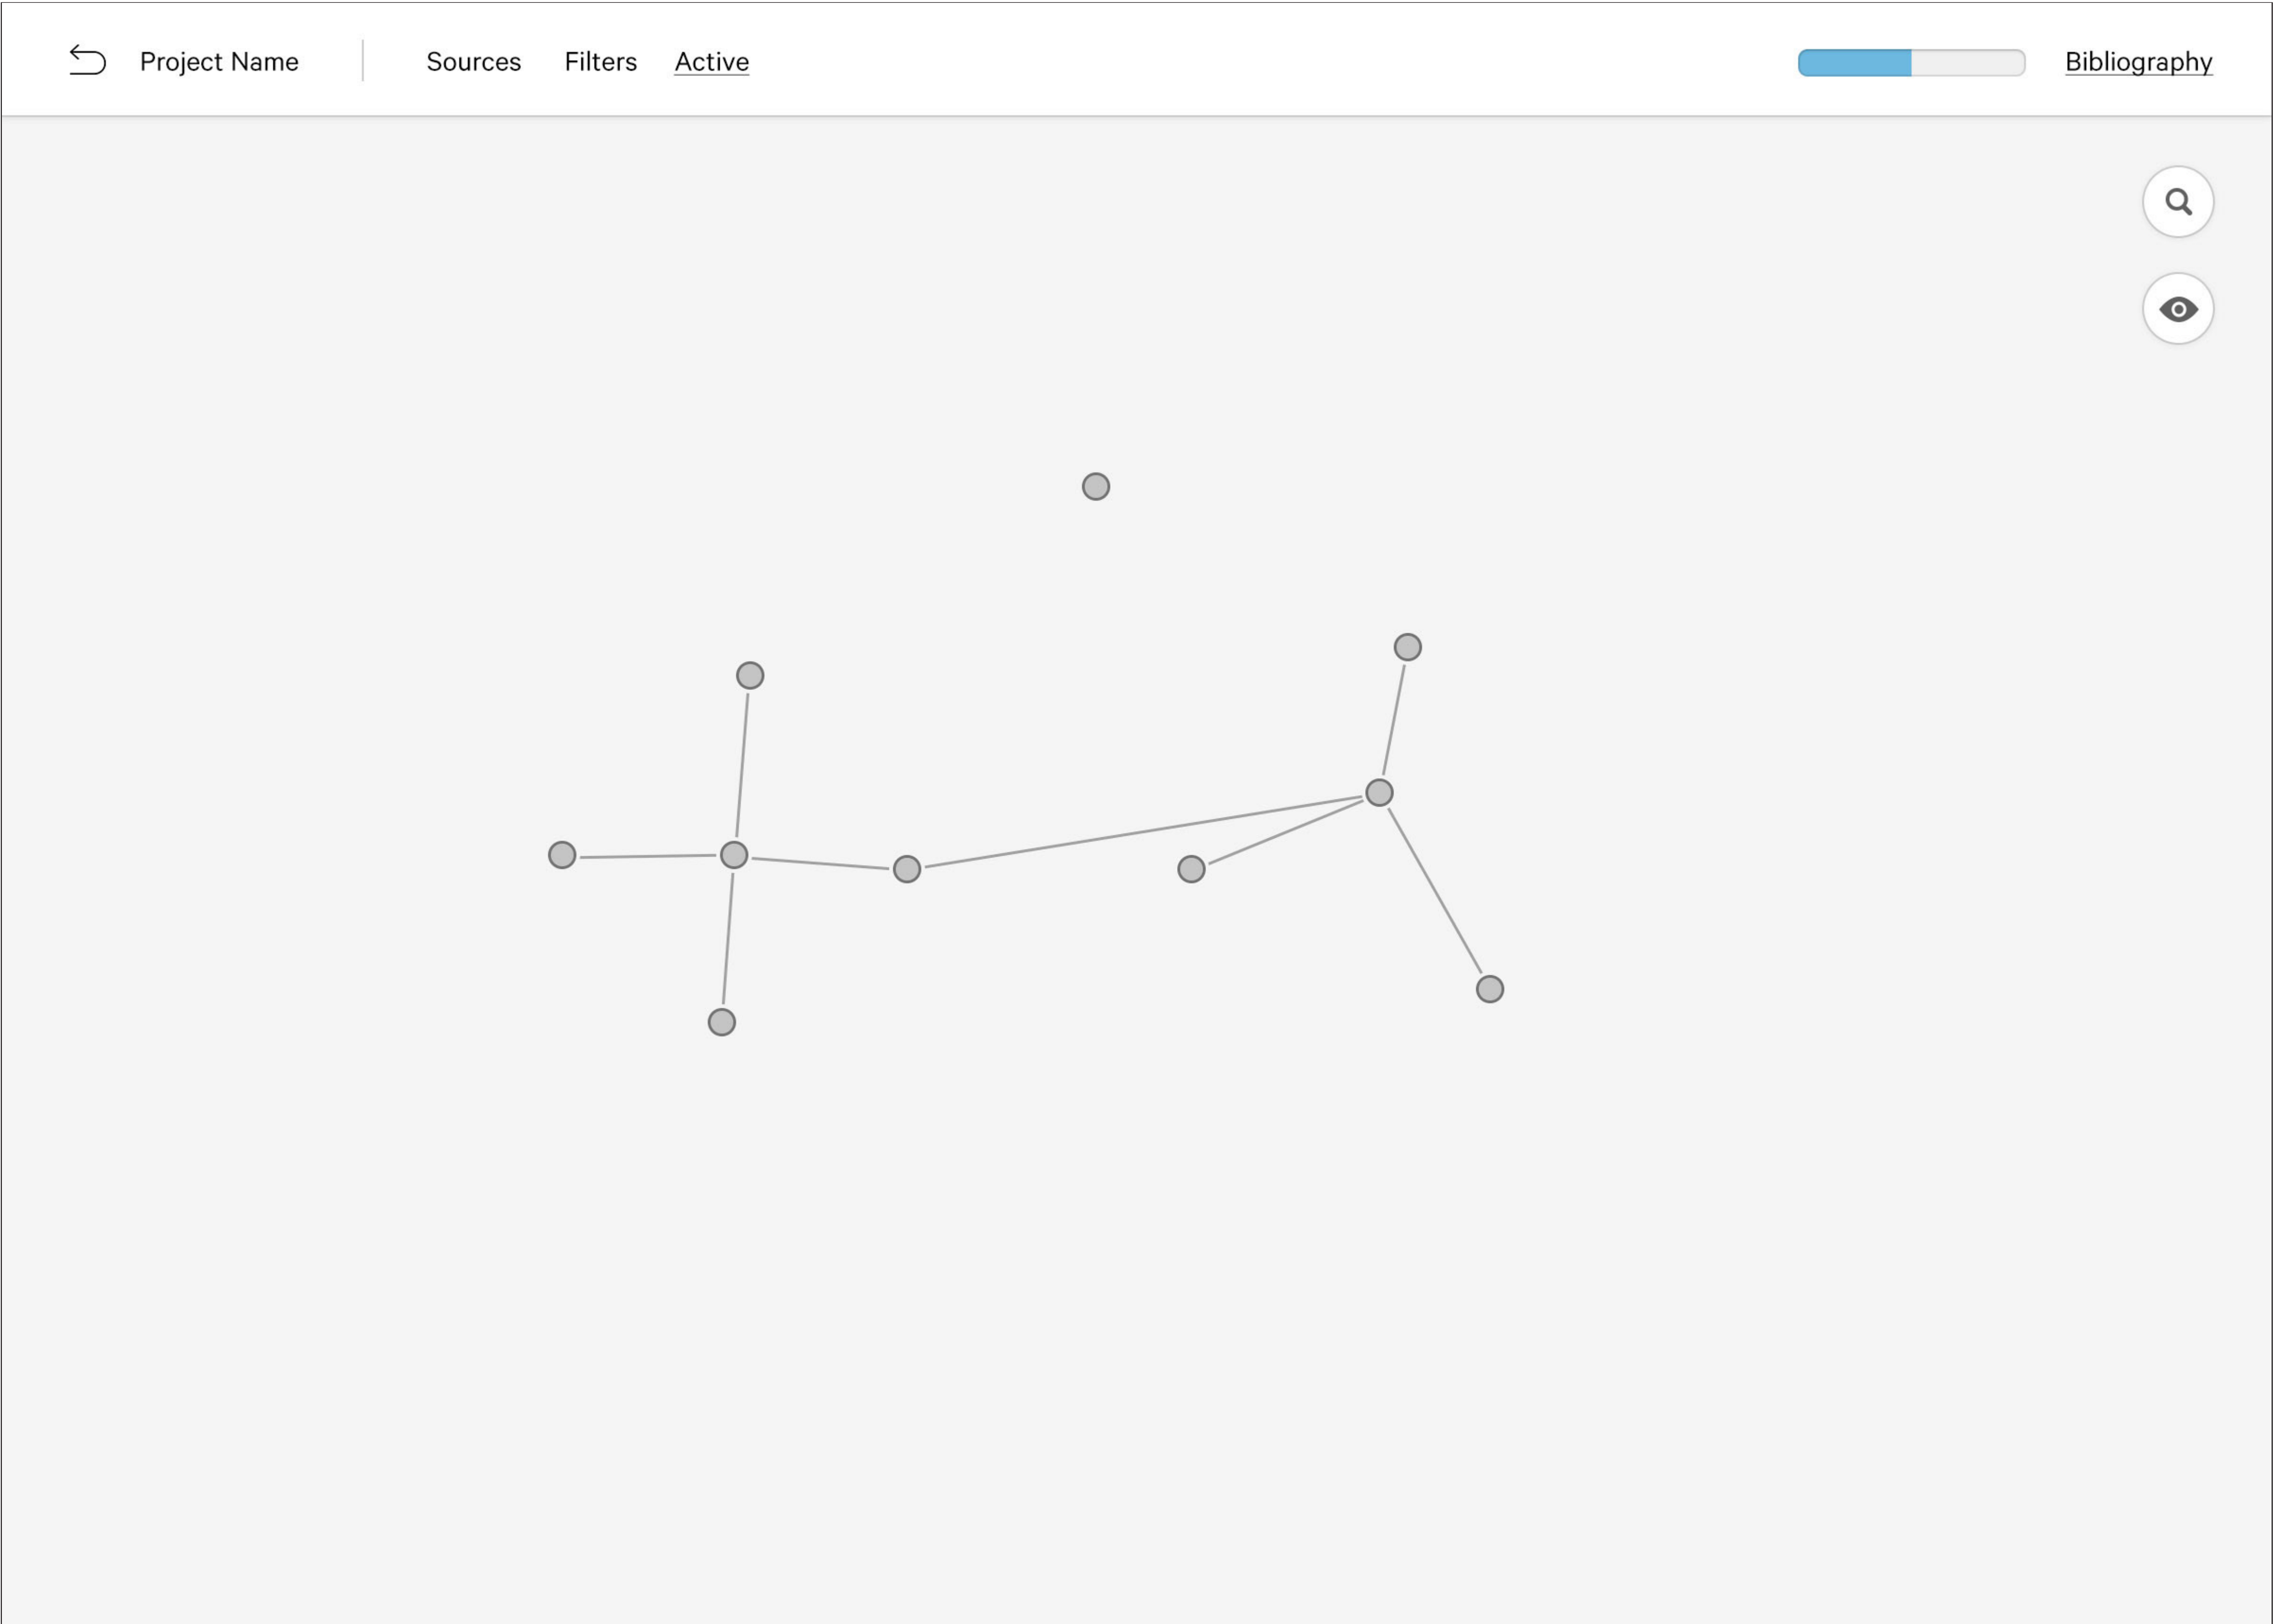 Project Name
Sources
Filters
Active
Bibliography